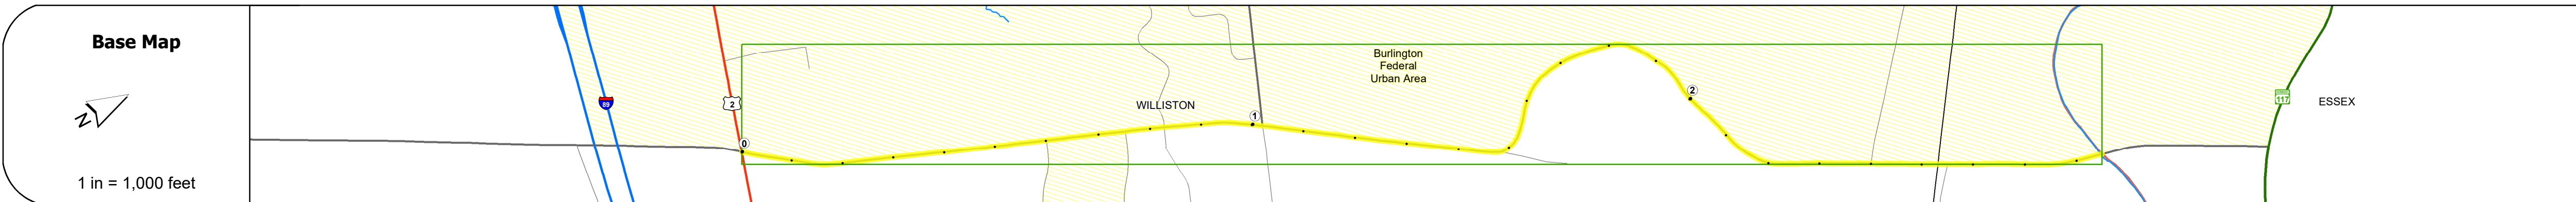 Base Map
N
1 in = 1,000 feet
89
2
0
WILLISTON
1
Burlington
Federal
Urban Area
2
117
ESSEX